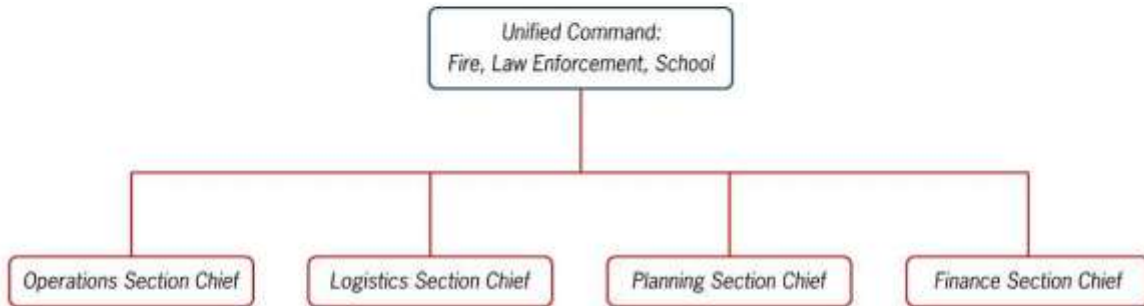 Unified Command:
Fire, Law Enforcement, School
Operations Section Chief
Logistics Section Chief
Planning Section Chief
Finance Section Chief